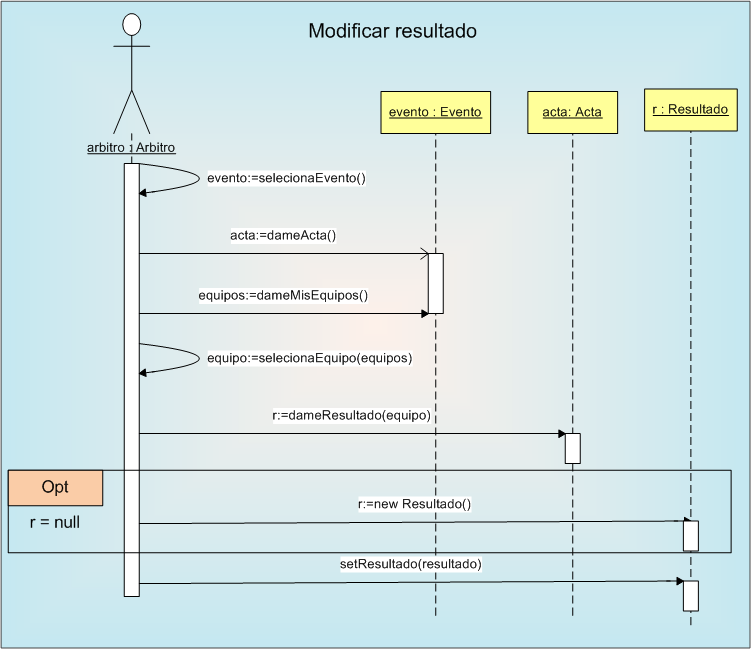 Modificar resultado
evento : Evento
acta: Acta
r : Resultado
arbitro : Arbitro
evento:=selecionaEvento()
acta:=dameActa()
equipos:=dameMisEquipos()
equipo:=selecionaEquipo(equipos)
r:=dameResultado(equipo)
Opt
r:=new Resultado()
r = null
setResultado(resultado)